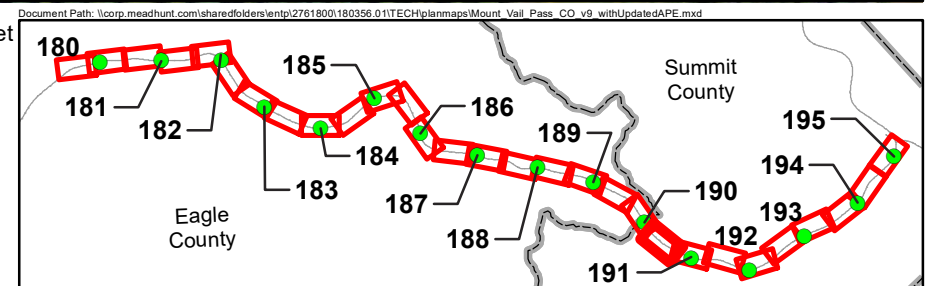 Document Path: \\corp.meadhunt.com\sharedfolders\entp\2761800\180356.01\TECH\planmaps\Mount_Vail_Pass_CO_v9_withUpdatedAPE.mxd
et
180
181
182
183
184
185
186
187
188
189
190
191
192
193
194
195
Eagle
County
Summit
County